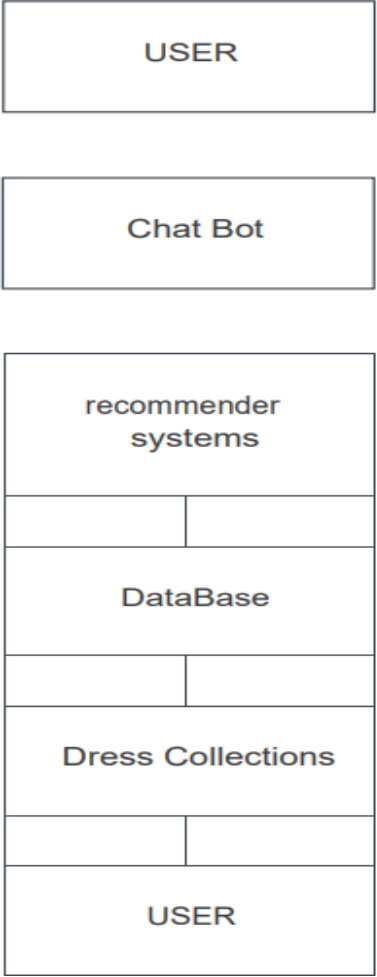 USER
Chat Bot
recommender
systems
DataBase
Dress Collections
USER